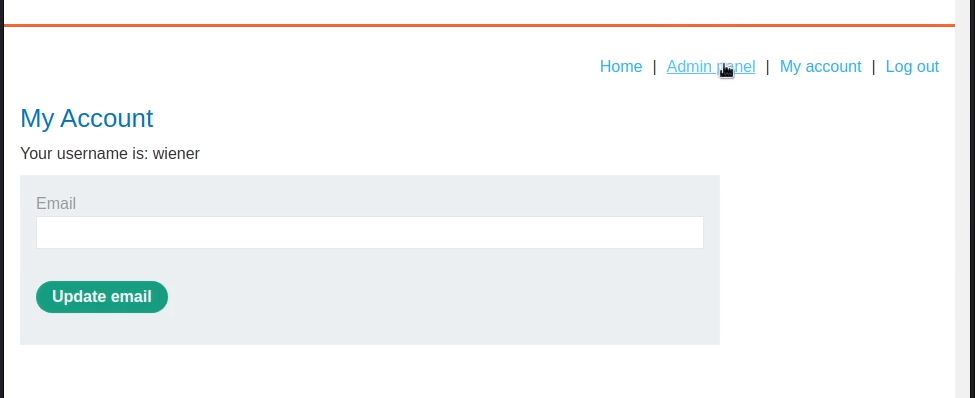 Home | Admin panel | My account | Log out
My Account
Your username is: wiener
Email
Update email